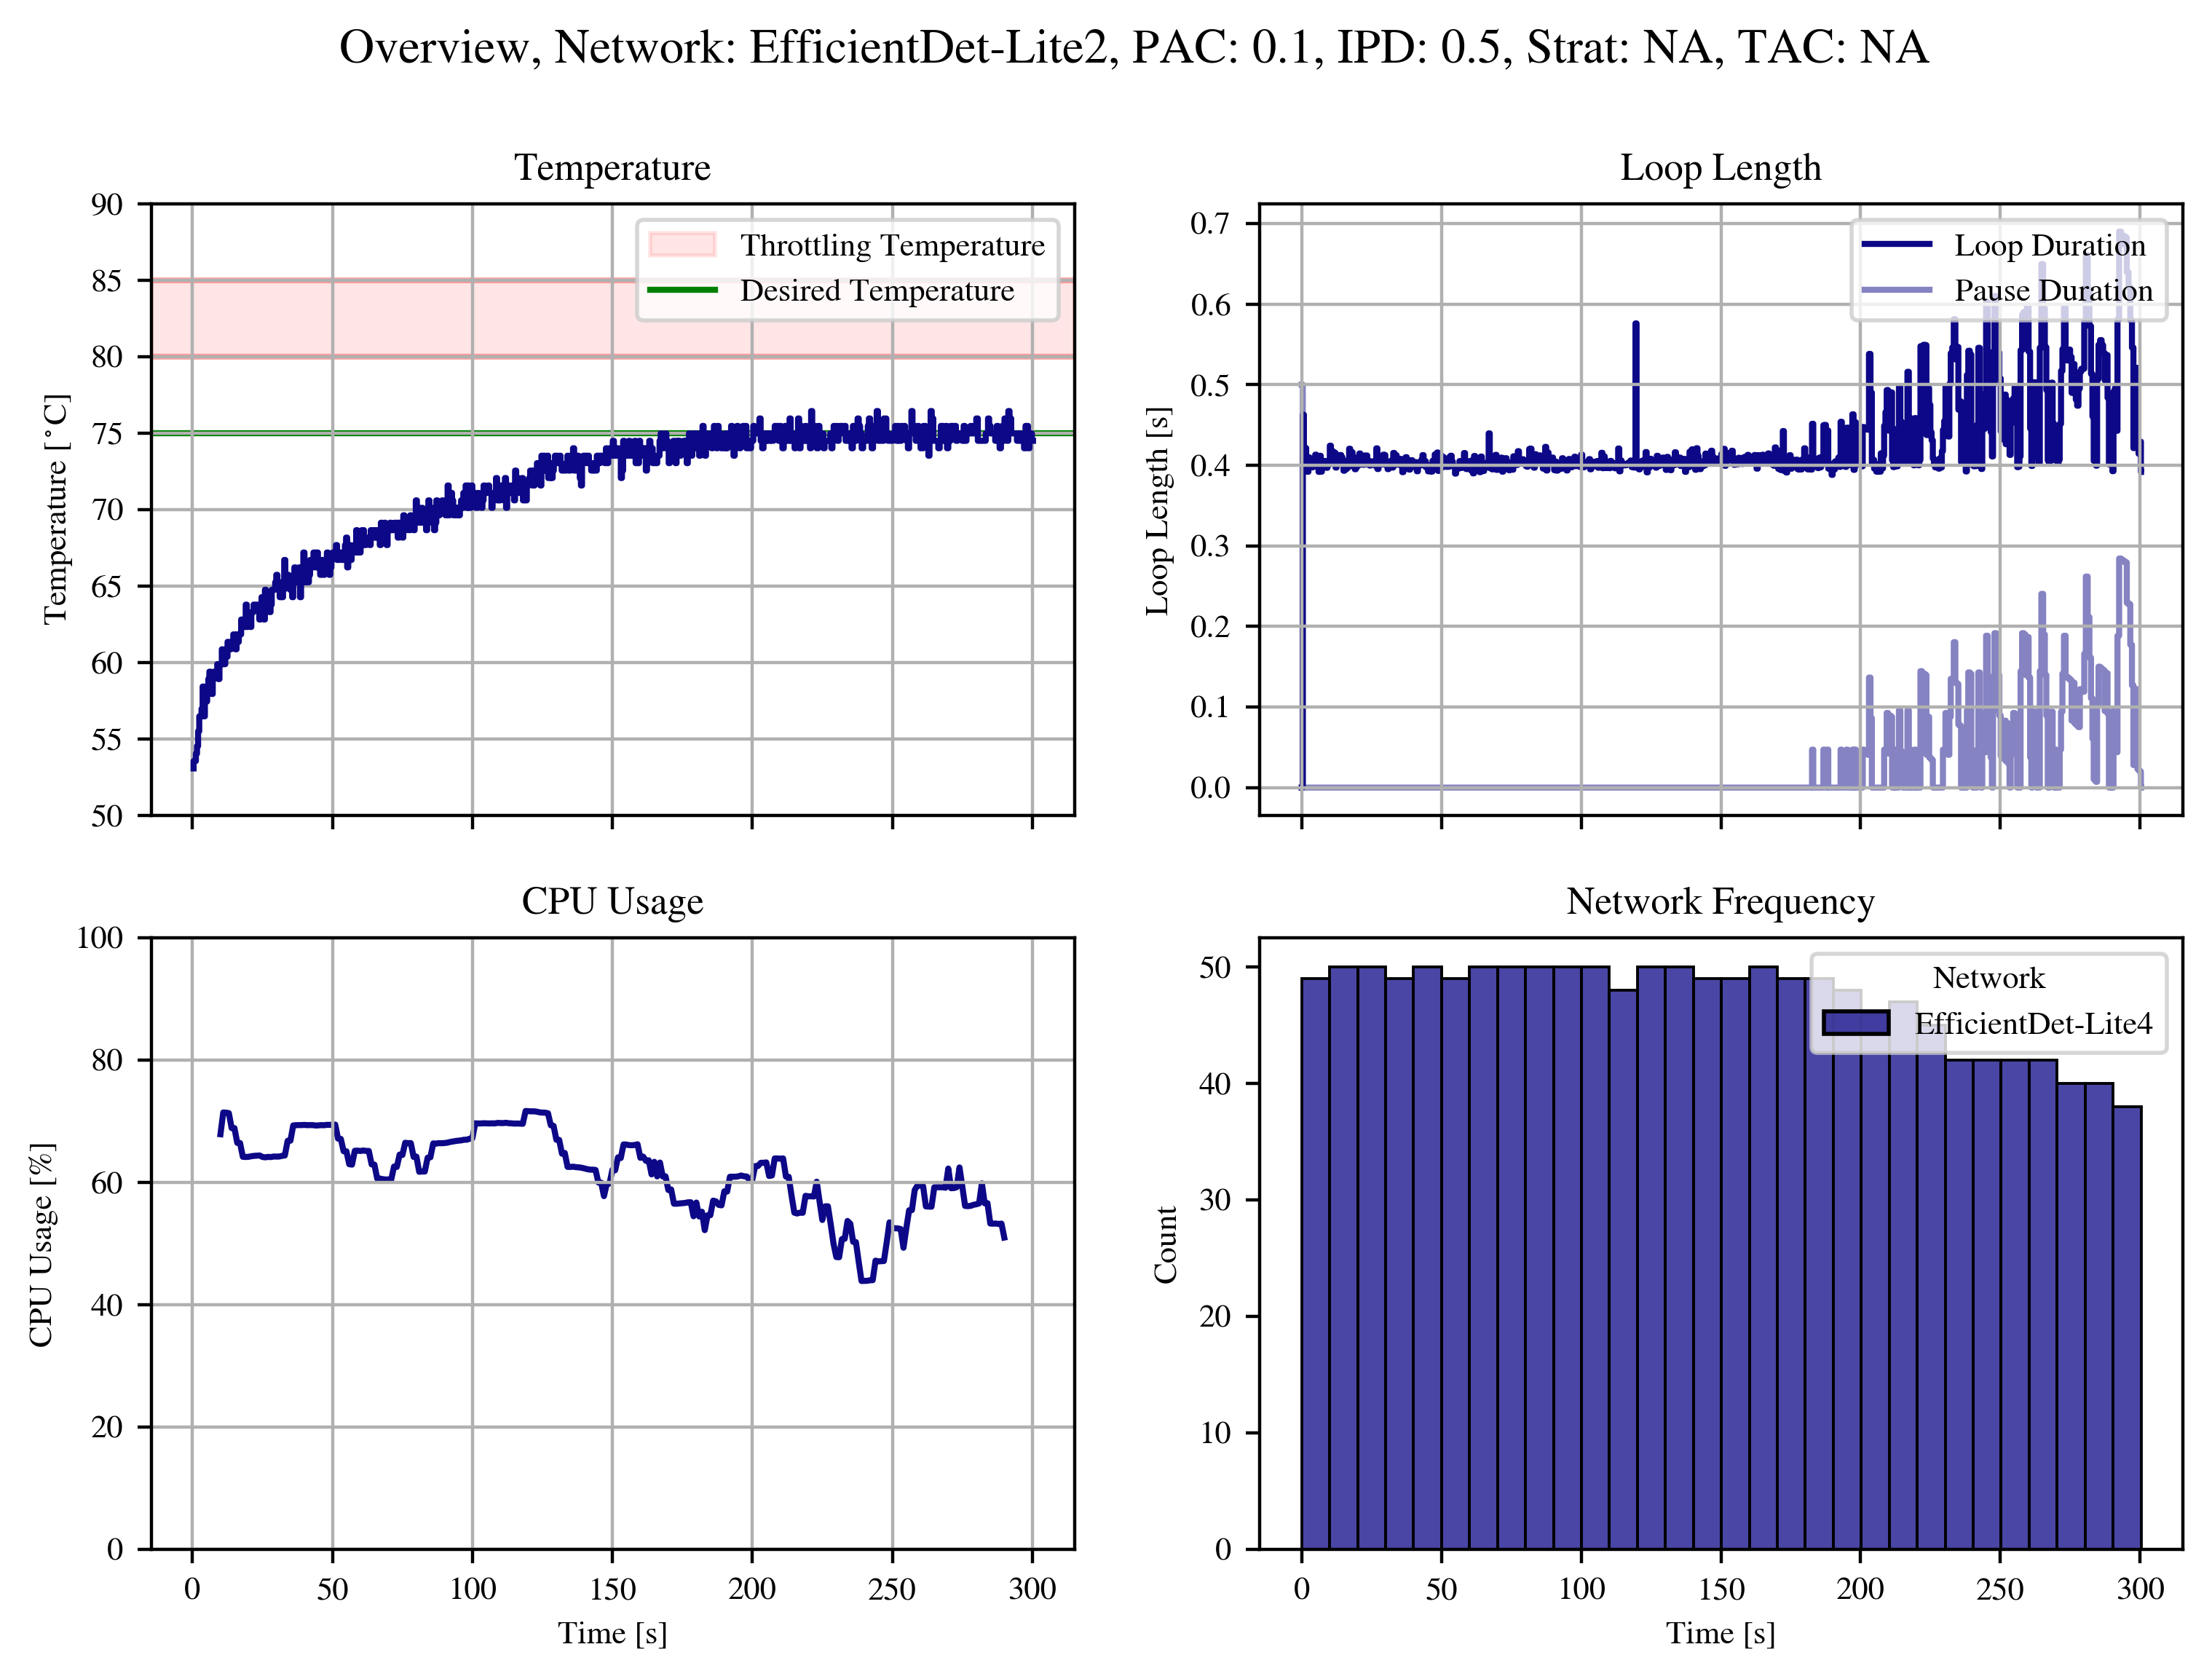 Overview, Network: EfficientDet-Lite2, PAC: 0.1, IPD: 0.5, Strat: NA, TAC: NA
Temperature
90
85
80
75
70
65
60
55
50
Temperature [°C]
Throttling Temperature
Desired Temperature
Loop Length
0.7
0.6
0.5
0.4
0.3
0.2
0.1
0.0
Loop Length [s]
Loop Duration
Pause Duration
CPU Usage
100
80
60
40
20
0
CPU Usage [%]
0 50 100 150 200 250 300
Time [s]
Network Frequency
50
40
30
20
10
0
Count
Network
EfficientDet-Lite4
0 50 100 150 200 250 300
Time [s]